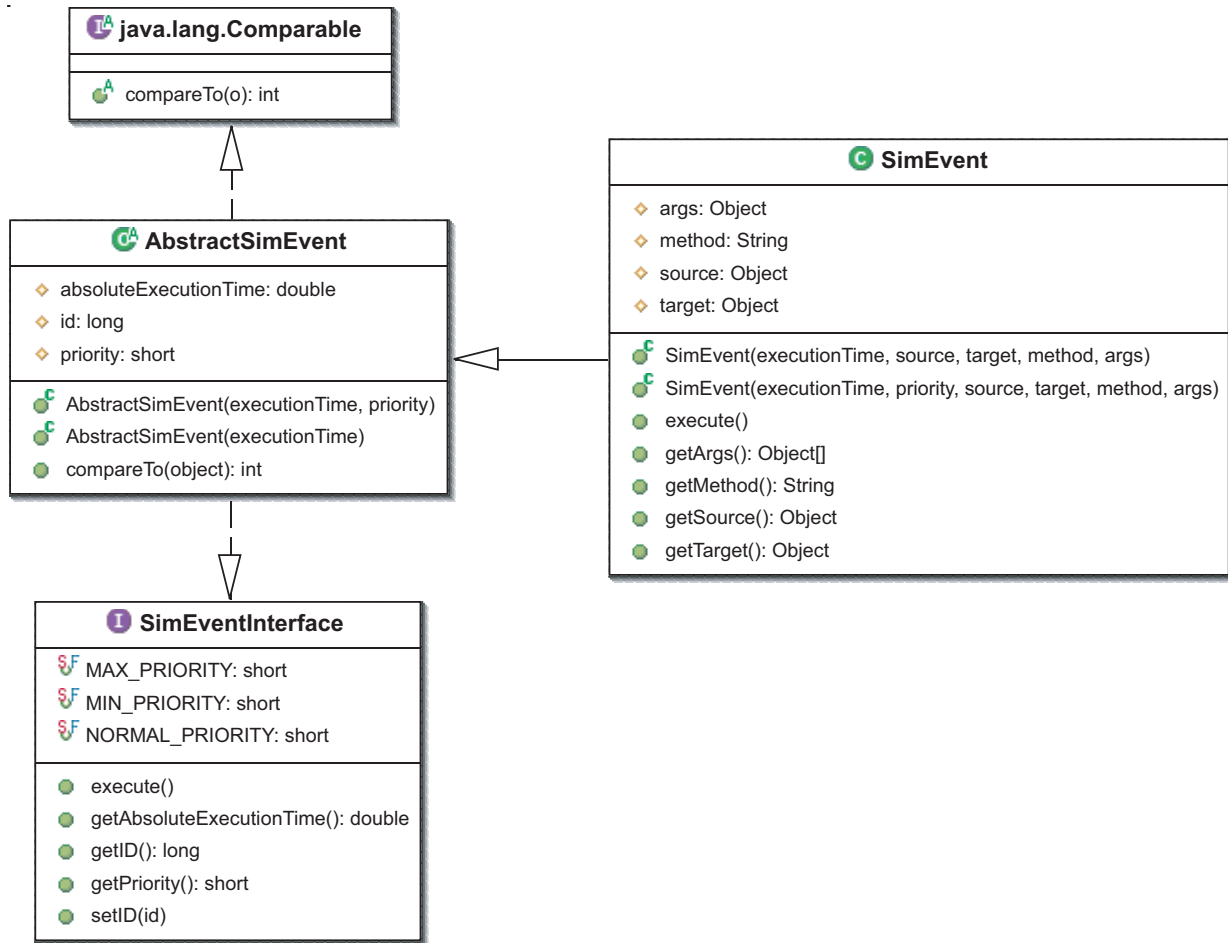 java.lang.Comparable
compareTo(o): int
AbstractSimEvent
absoluteExecutionTime: double
id: long
priority: short
AbstractSimEvent(executionTime, priority)
AbstractSimEvent(executionTime)
compareTo(object): int
SimEventInterface
MAX_PRIORITY: short
MIN_PRIORITY: short
NORMAL_PRIORITY: short
execute()
getAbsoluteExecutionTime(): double
getID(): long
getPriority(): short
setID(id)
SimEvent
args: Object
method: String
source: Object
target: Object
SimEvent(executionTime, source, target, method, args)
SimEvent(executionTime, priority, source, target, method, args)
execute()
getArgs(): Object[]
getMethod(): String
getSource(): Object
getTarget(): Object